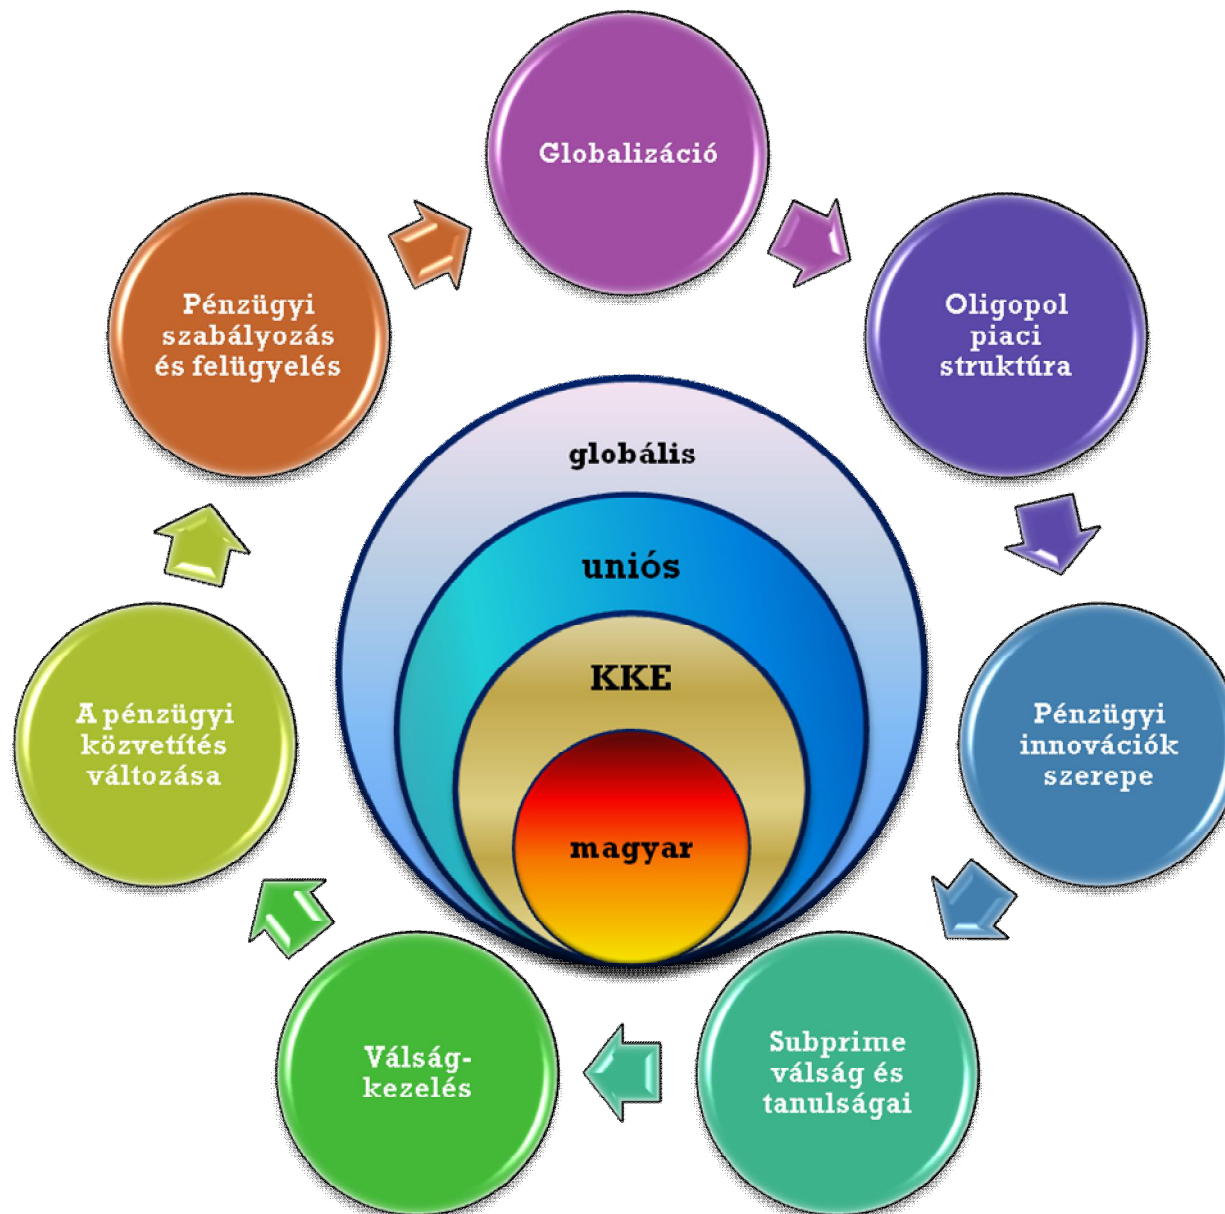 Globalizáció
Oligopol
piaci
struktúra
Pénzügyi
innovációk
szerepe
Subprime
válság és
tanulságai
Válság-
kezelés
A pénzügyi
közvetítés
változása
Pénzügyi
szabályozás
és felügyelés
globális
uniós
KKE
magyar